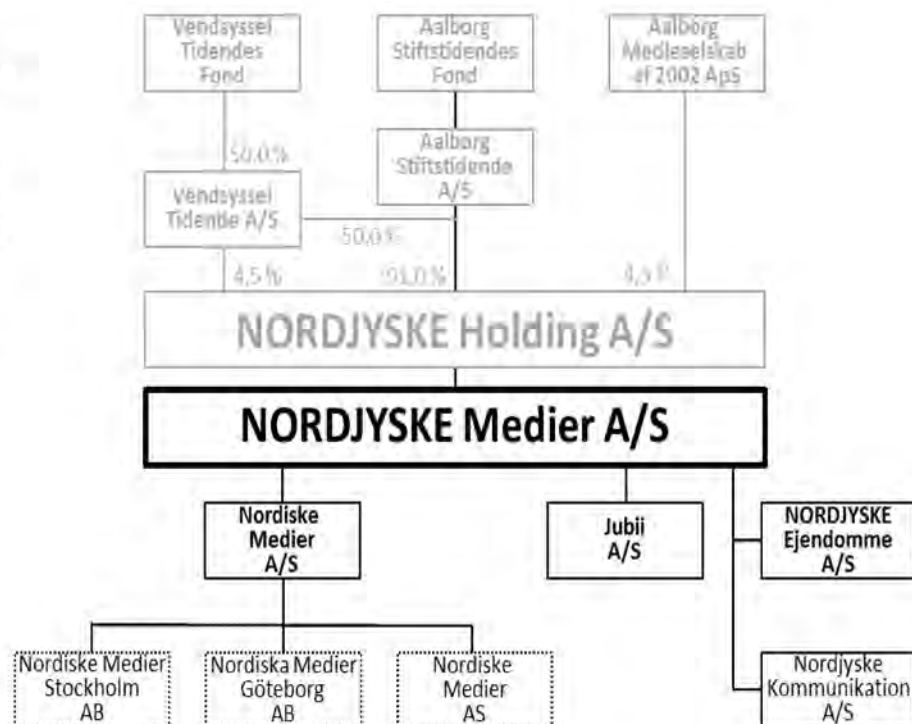 Vendsyssel
Tidendes
Fond
Aalborg
Stiftstidendes
Fond
Aalborg
Medieselskab
af 2002 ApS
50,0 %
Aalborg
Stiftstidende
A/S
Vendsyssel
Tidende A/S
50,0 %
4,5 %
91,0 %
NORDJYSKE Holding A/S
NORDJYSKE Medier A/S
Nordiske
Medier
A/S
Jubii
A/S
NORDJYSKE
Ejendomme
A/S
Nordiske Medier
Stockholm
AB
Nordiska Medier
Göteborg
AB
Nordiske
Medier
AS
Nordjyske
Kommunikation
A/S